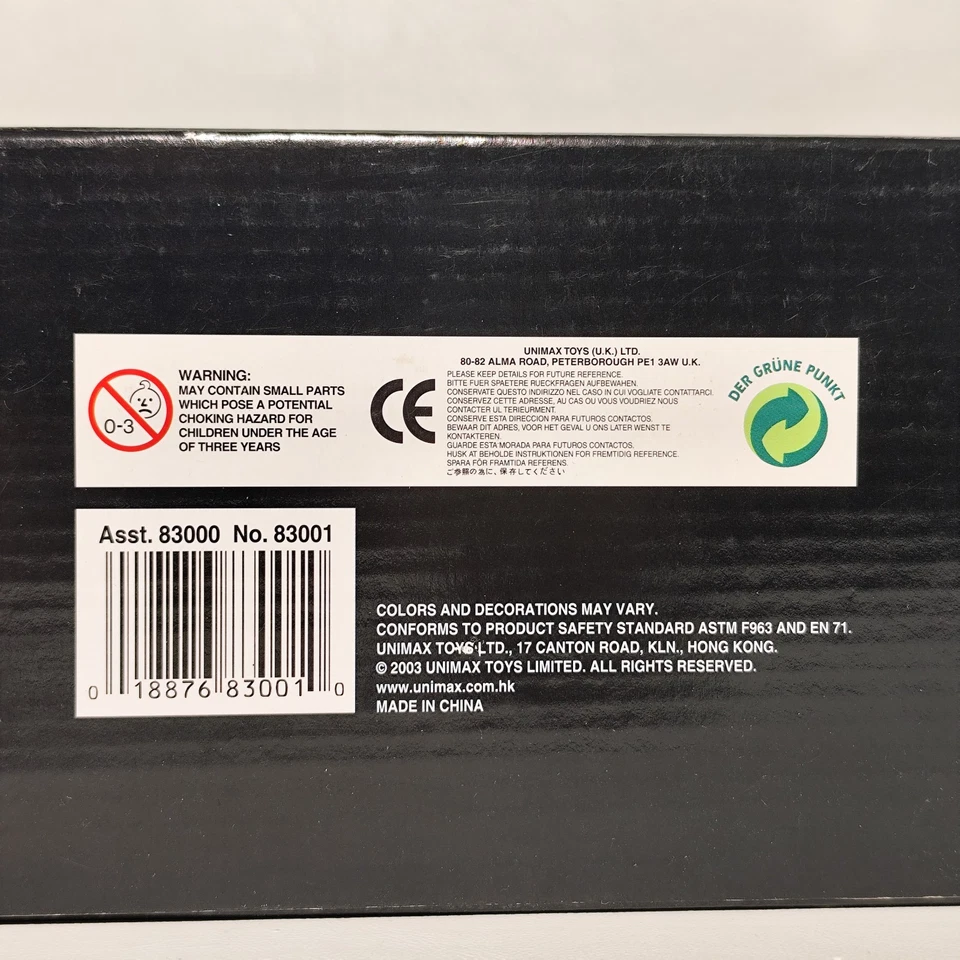 0-3
WARNING:
MAY CONTAIN SMALL PARTS
WHICH POSE A POTENTIAL
CHOKING HAZARD FOR
CHILDREN UNDER THE AGE
OF THREE YEARS
CE
UNIMAX TOYS (U.K.) LTD.
80-82 ALMA ROAD, PETERBOROUGH PE1 3AW U.K.
PLEASE KEEP DETAILS FOR FUTURE REFERENCE.
BITTE FUER SPAETERE RUECKFRAGEN AUFBEWAHEN.
CONSERVATE QUESTO INDIRIZZO NEL CASO IN CUI VOGLIATE CONTATTARCI.
CONSERVEZ CETTE ADRESSE, AU CAS OU VOUS VOUDRIEZ NOUS
CONTACTER UL TERIEURMENT.
CONSERVE ESTA DIRECCION PARA FUTUROS CONTACTOS.
BEWAAR DIT ADRES, VOOR HET GEVAL U ONS LATER WENST TE
KONTAKTEREN.
GUARDE ESTA MORADA PARA FUTUROS CONTACTOS.
HUSK AT BEHOLDE INSTRUKTIONEN FOR FREMTIDIG REFERENCE.
SPARA FÖR FRAMTIDA REFERENS.
ご参照の為に、保存してください
DER GRÜNE PUNKT
Asst. 83000 No. 83001
0 18876 83001 0
COLORS AND DECORATIONS MAY VARY.
CONFORMS TO PRODUCT SAFETY STANDARD ASTM F963 AND EN 71.
UNIMAX TOYS LTD., 17 CANTON ROAD, KLN., HONG KONG.
© 2003 UNIMAX TOYS LIMITED. ALL RIGHTS RESERVED.
www.unimax.com.hk
MADE IN CHINA